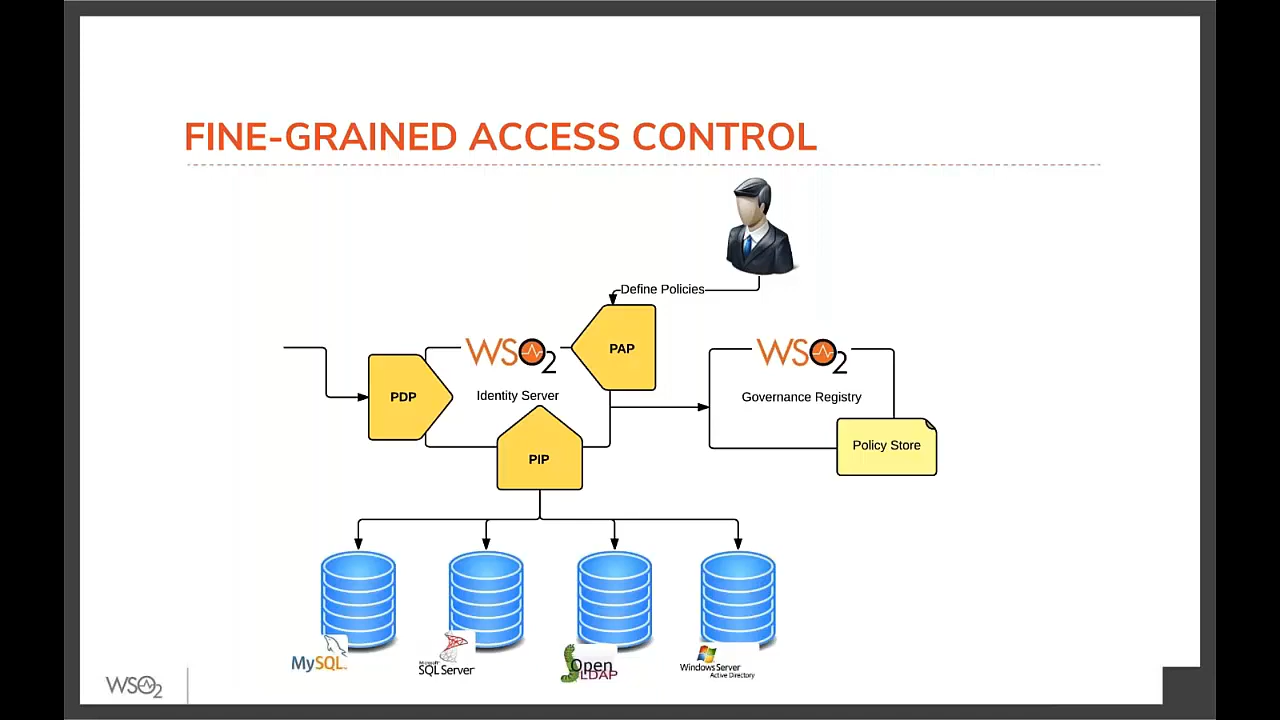 FINE-GRAINED ACCESS CONTROL
Define Policies
PAP
WSO2
WSO2
PDP
Identity Server
Governance Registry
Policy Store
PIP
MySQL
Microsoft
SQL Server
Open
LDAP
Windows Server
Active Directory
WSO2